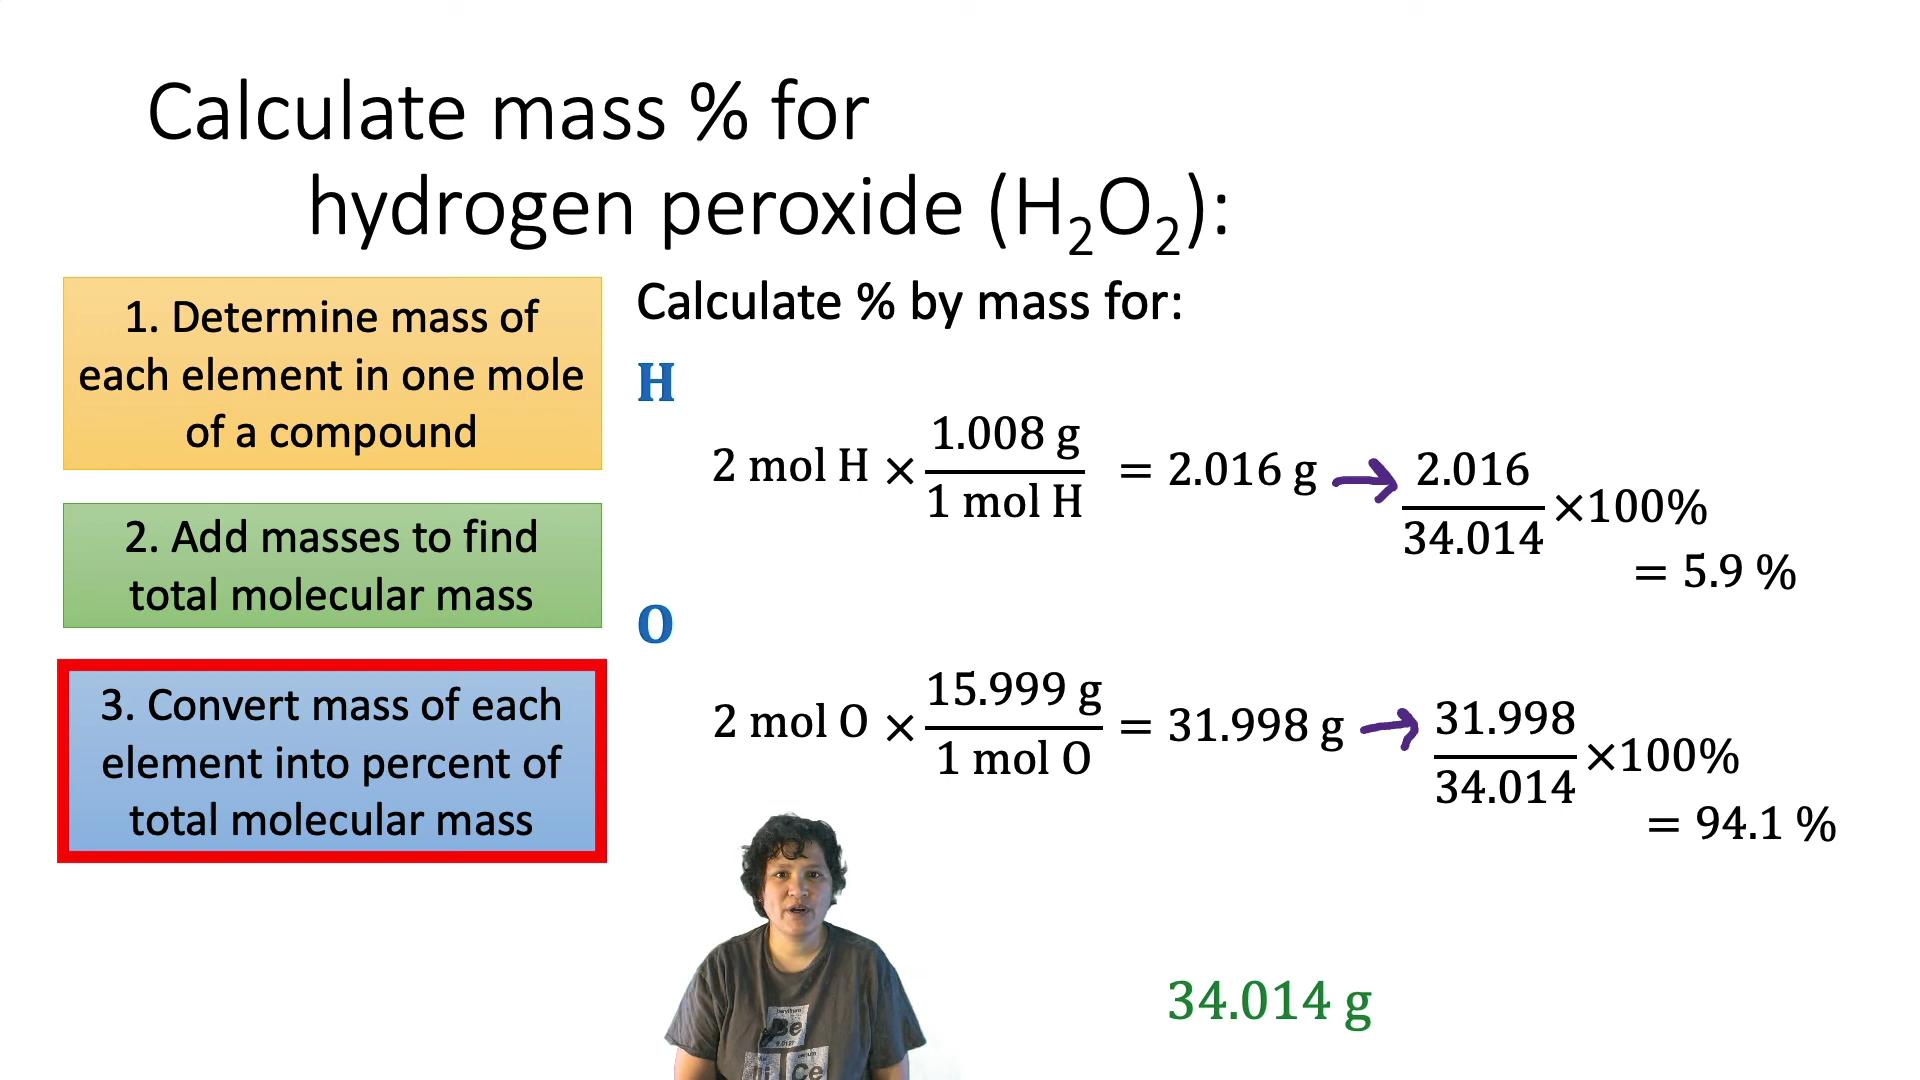 Calculate mass % for
hydrogen peroxide (H₂O₂):
1. Determine mass of
each element in one mole
of a compound
2. Add masses to find
total molecular mass
3. Convert mass of each
element into percent of
total molecular mass
Calculate % by mass for:
H
2 mol H × 1.008 g / 1 mol H = 2.016 g → 2.016 / 34.014 ×100%
= 5.9 %
O
2 mol O × 15.999 g / 1 mol O = 31.998 g → 31.998 / 34.014 ×100%
= 94.1 %
34.014 g
Be
Ce